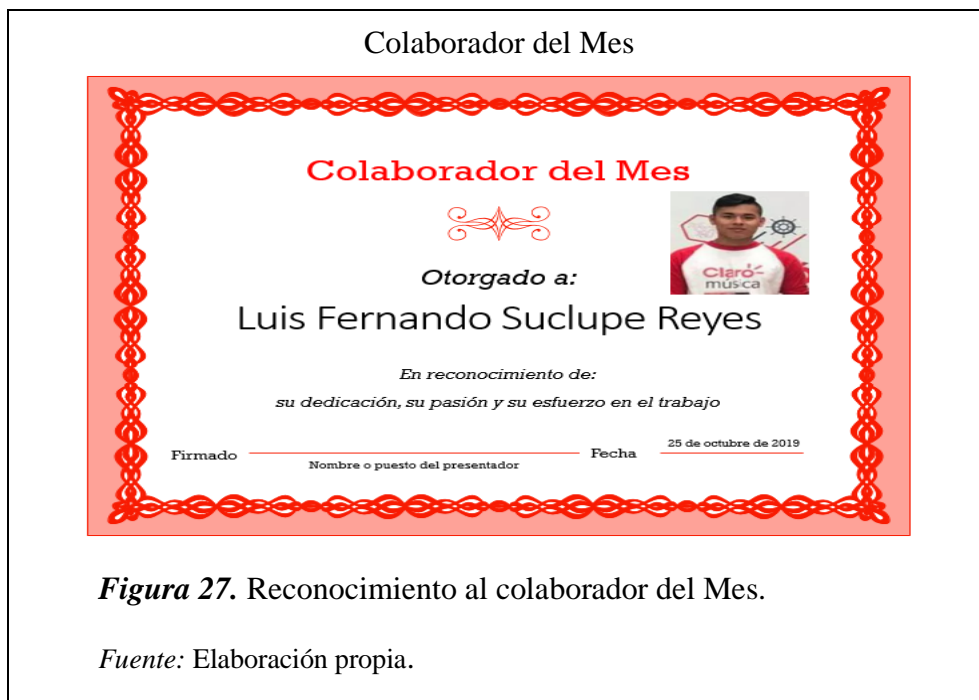 Colaborador del Mes
Colaborador del Mes
Claro-
música
Otorgado a:
Luis Fernando Suclupe Reyes
En reconocimiento de:
su dedicación, su pasión y su esfuerzo en el trabajo
Firmado
Nombre o puesto del presentador
Fecha
25 de octubre de 2019
Figura 27. Reconocimiento al colaborador del Mes.
Fuente: Elaboración propia.